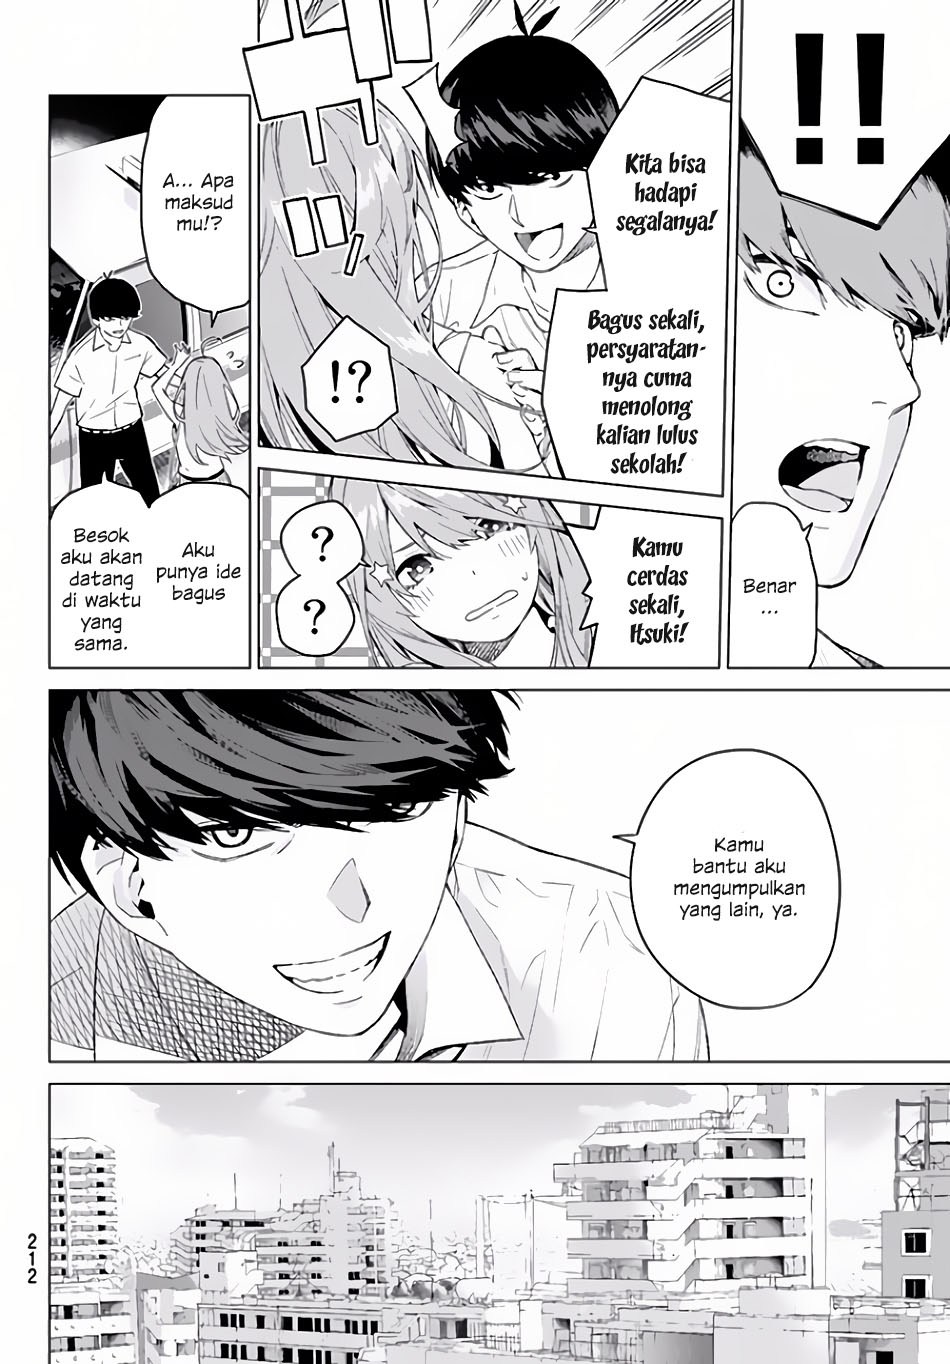 !!
Benar
...
Kita bisa
hadapi
segalanya!
Bagus sekali,
persyaratan-
nya cuma
menolong
kalian lulus
sekolah!
!?
Kamu
cerdas
sekali,
Itsuki!
?
?
A... Apa
maksud
mu!?
Aku
punya ide
bagus
Besok
aku akan
datang
di waktu
yang
sama.
Kamu
bantu aku
mengumpulkan
yang lain, ya.
212